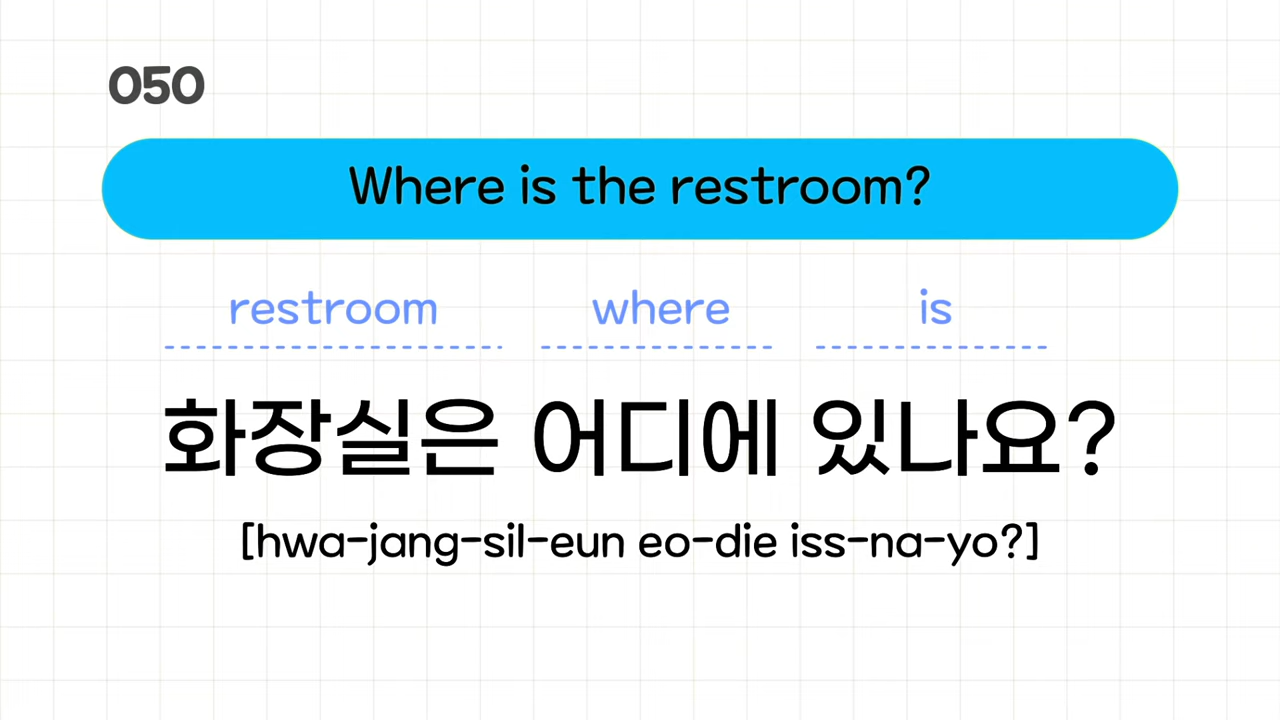 050
Where is the restroom?
restroom where is
화장실은 어디에 있나요?
[hwa-jang-sil-eun eo-die iss-na-yo?]